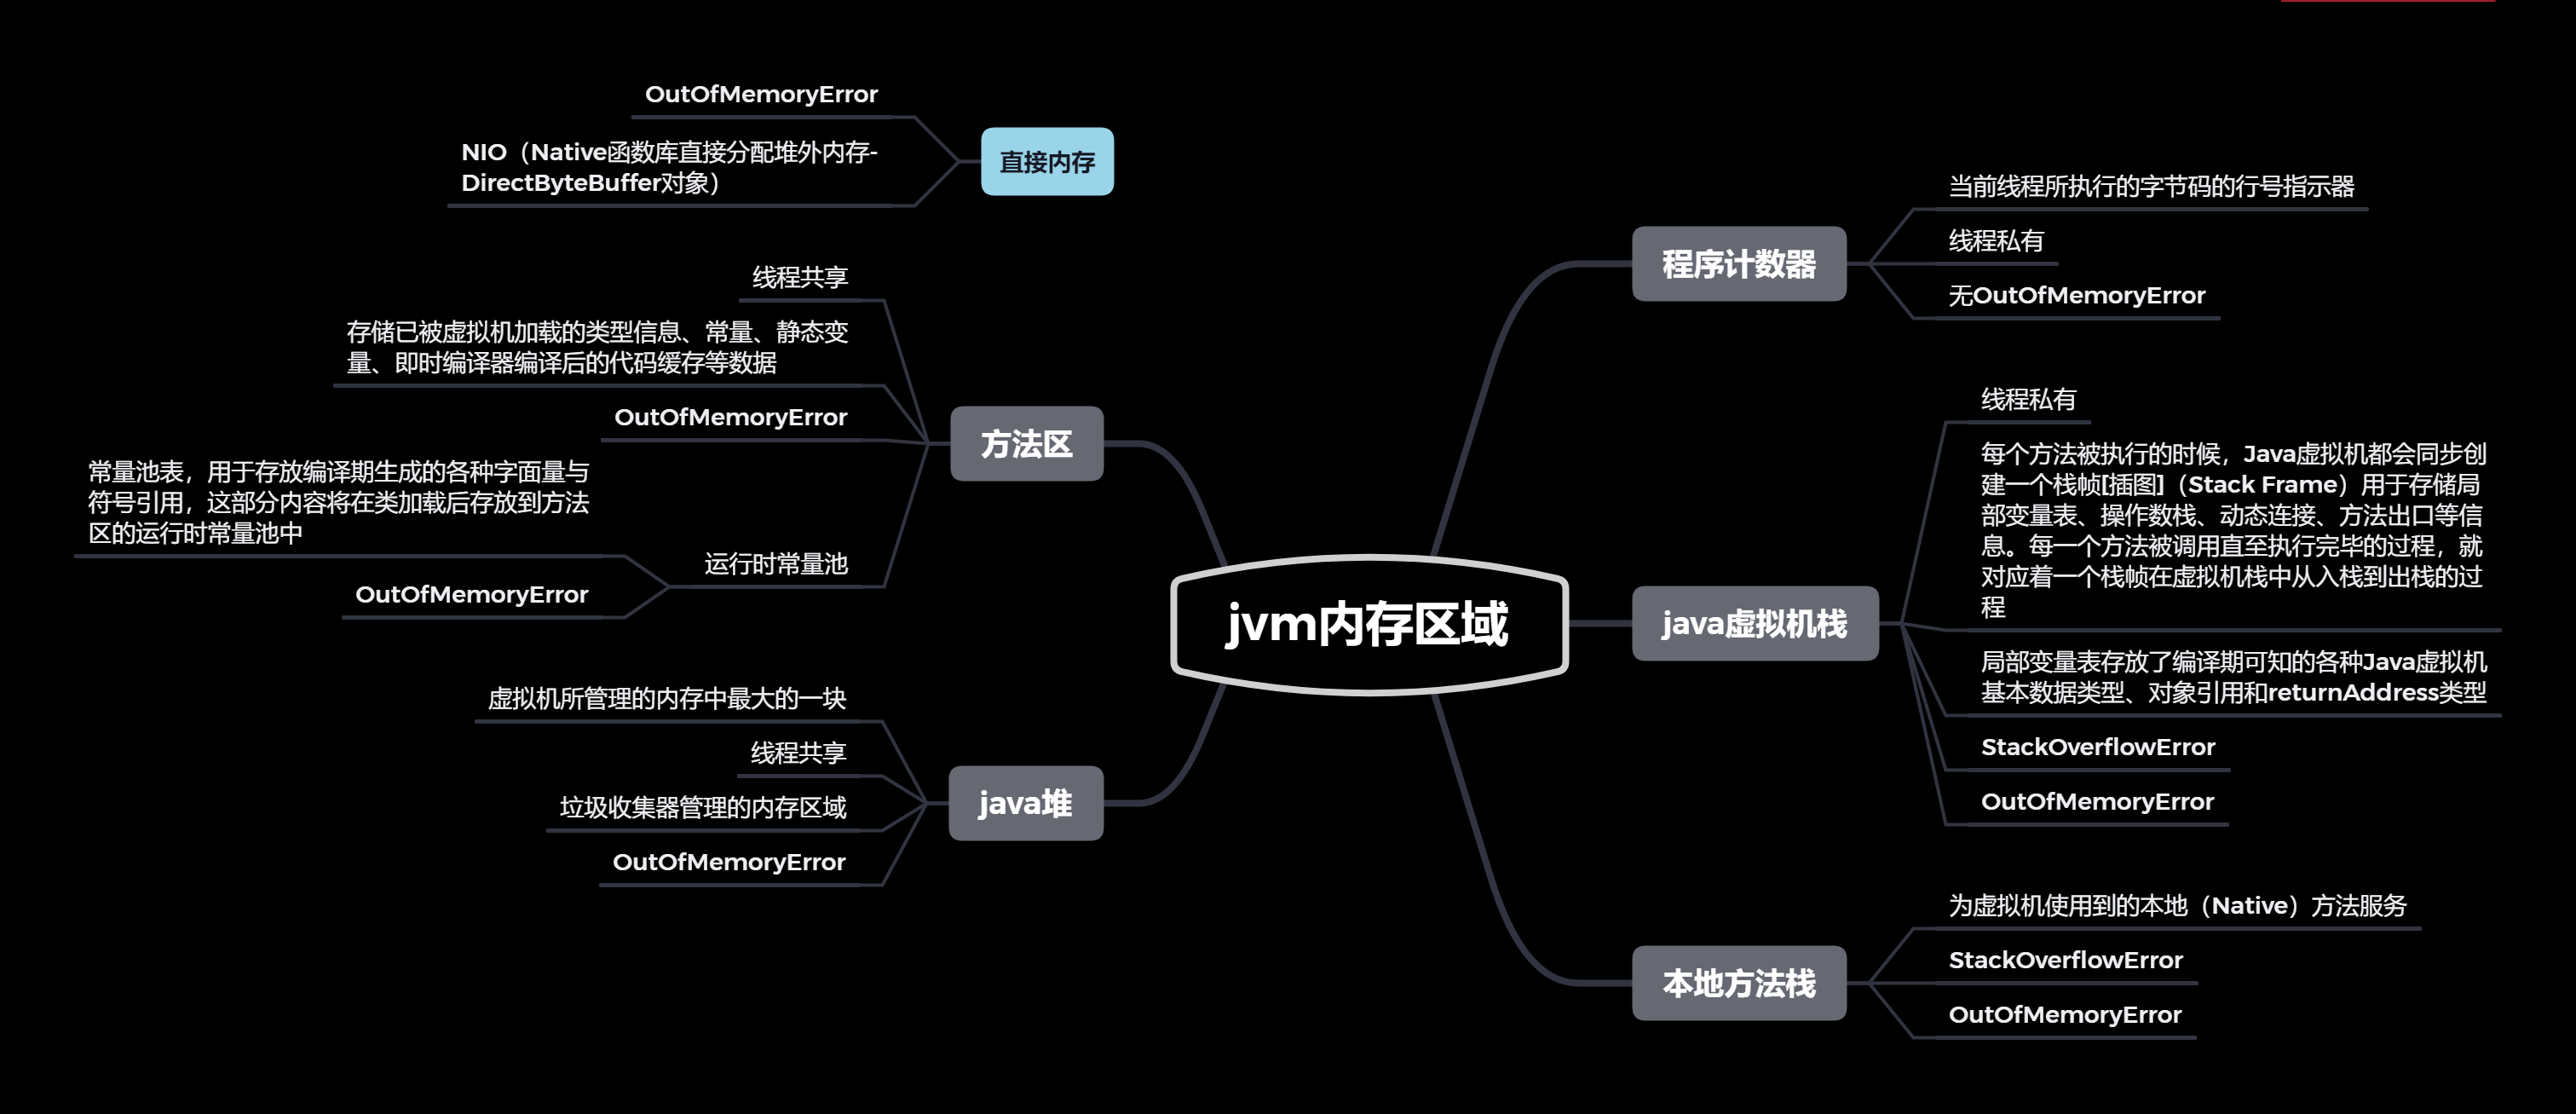 OutOfMemoryError
NIO（Native函数库直接分配堆外内存-
DirectByteBuffer对象）
直接内存
线程共享
存储已被虚拟机加载的类型信息、常量、静态变
量、即时编译器编译后的代码缓存等数据
OutOfMemoryError
方法区
常量池表，用于存放编译期生成的各种字面量与
符号引用，这部分内容将在类加载后存放到方法
区的运行时常量池中
OutOfMemoryError
运行时常量池
虚拟机所管理的内存中最大的一块
线程共享
垃圾收集器管理的内存区域
OutOfMemoryError
java堆
jvm内存区域
程序计数器
当前线程所执行的字节码的行号指示器
线程私有
无OutOfMemoryError
java虚拟机栈
线程私有
每个方法被执行的时候，Java虚拟机都会同步创
建一个栈帧[插图]（Stack Frame）用于存储局
部变量表、操作数栈、动态连接、方法出口等信
息。每一个方法被调用直至执行完毕的过程，就
对应着一个栈帧在虚拟机栈中从入栈到出栈的过
程
局部变量表存放了编译期可知的各种Java虚拟机
基本数据类型、对象引用和returnAddress类型
StackOverflowError
OutOfMemoryError
本地方法栈
为虚拟机使用到的本地（Native）方法服务
StackOverflowError
OutOfMemoryError